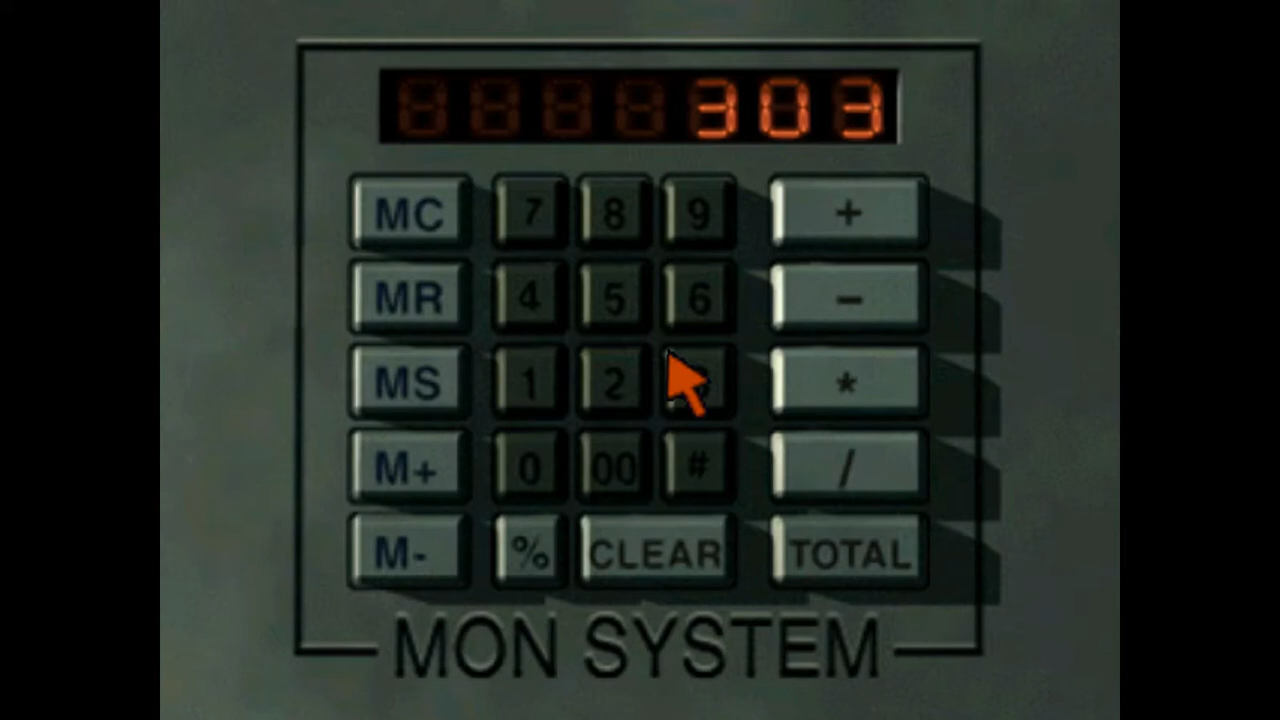 303
MC 7 8 9 +
MR 4 5 6 -
MS 1 2 *
M+ 0 00 # /
M- % CLEAR TOTAL
MON SYSTEM